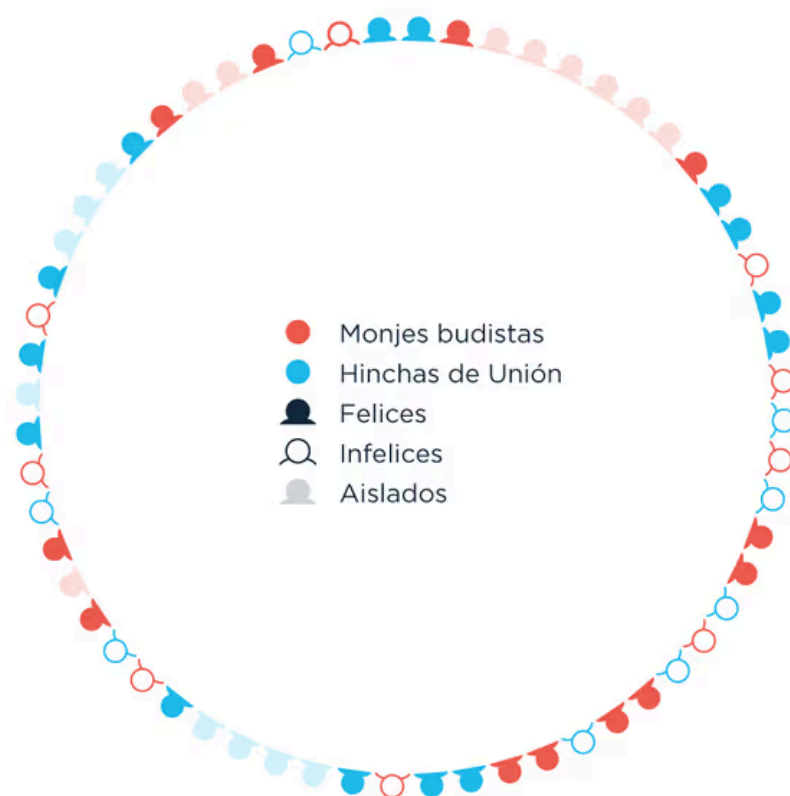 Monjes budistas
Hinchas de Unión
Felices
Infelices
Aislados